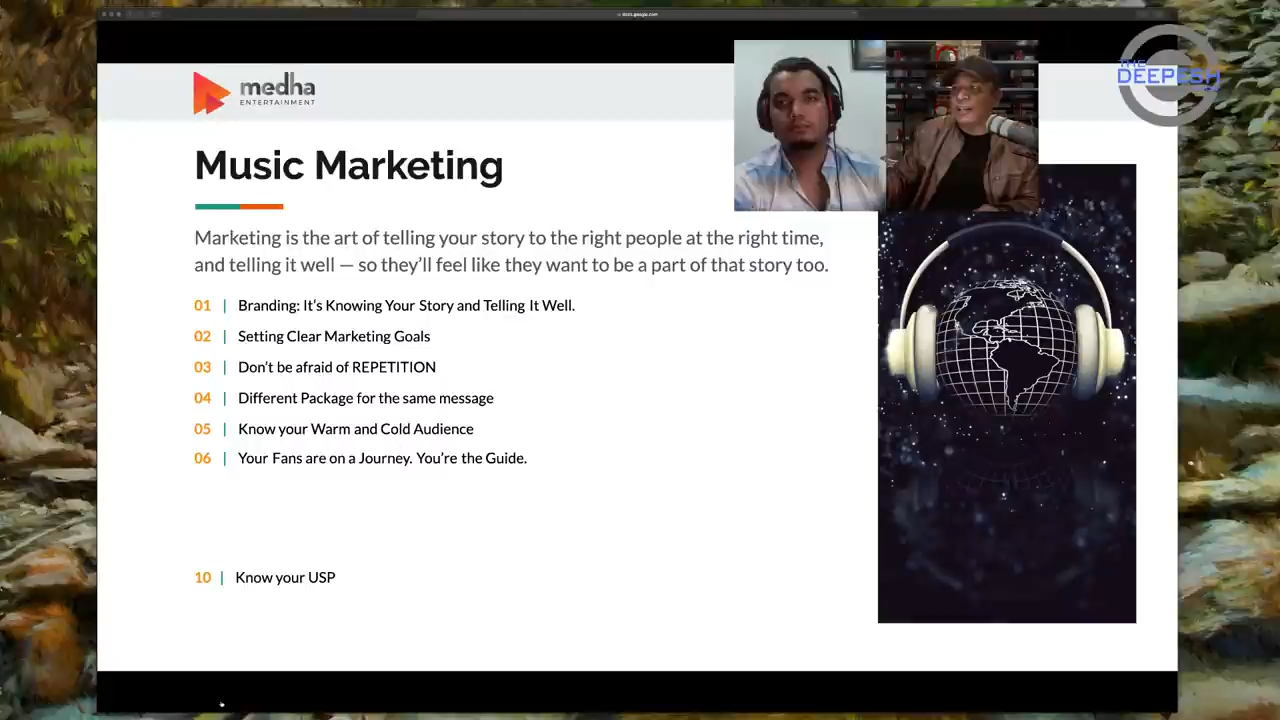 docs.google.com
medha
ENTERTAINMENT
THE
DEEPESH
Music Marketing
Marketing is the art of telling your story to the right people at the right time,
and telling it well — so they'll feel like they want to be a part of that story too.
01 | Branding: It's Knowing Your Story and Telling It Well.
02 | Setting Clear Marketing Goals
03 | Don't be afraid of REPETITION
04 | Different Package for the same message
05 | Know your Warm and Cold Audience
06 | Your Fans are on a Journey. You're the Guide.
10 | Know your USP